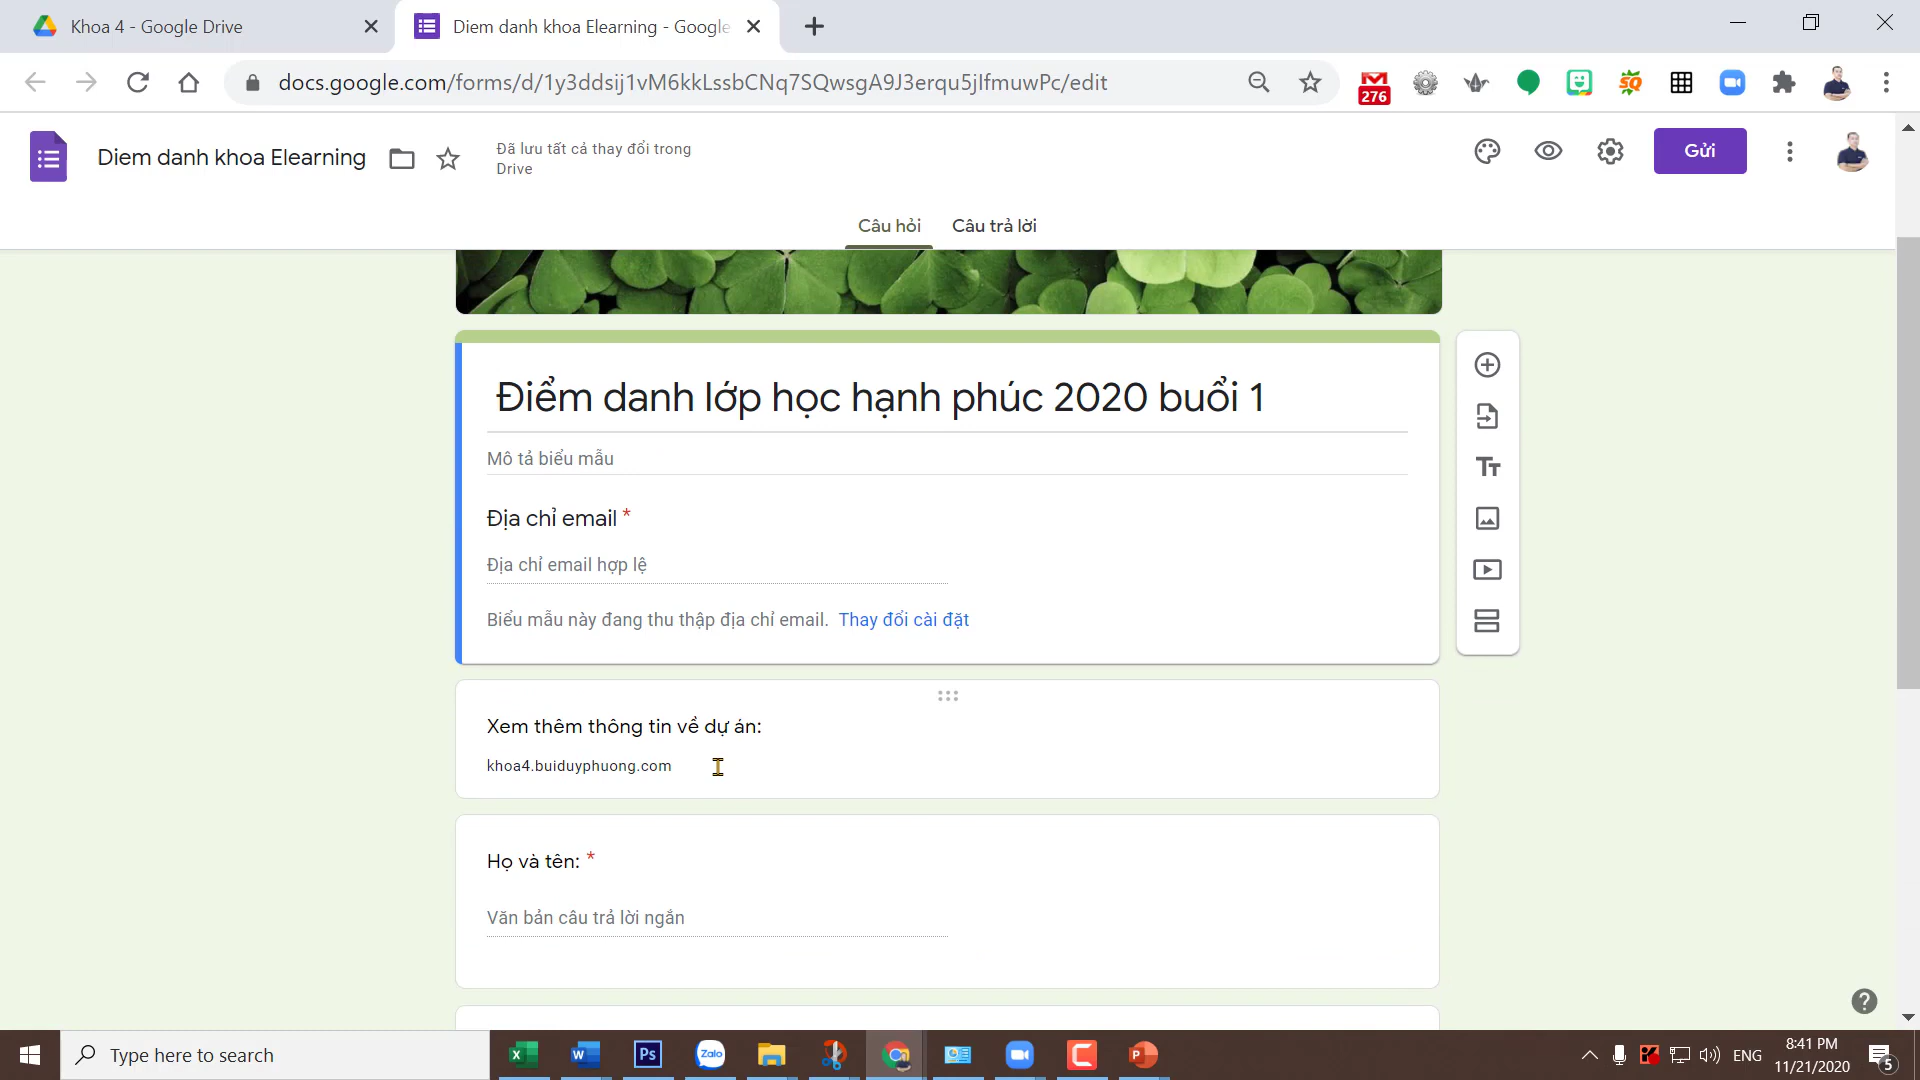 Khoa 4 - Google Drive
Diem danh khoa Elearning - Google
docs.google.com/forms/d/1y3ddsij1vM6kkLssbCNq7SQwsgA9J3erqu5jIfmuwPc/edit
276
Diem danh khoa Elearning
Đã lưu tất cả thay đổi trong
Drive
Gửi
Câu hỏi
Câu trả lời
Điểm danh lớp học hạnh phúc 2020 buổi 1
Mô tả biểu mẫu
Địa chỉ email *
Địa chỉ email hợp lệ
Biểu mẫu này đang thu thập địa chỉ email. Thay đổi cài đặt
Xem thêm thông tin về dự án:
khoa4.buiduyphuong.com
Họ và tên: *
Văn bản câu trả lời ngắn
Type here to search
Ps
Zalo
ENG
8:41 PM
11/21/2020
5